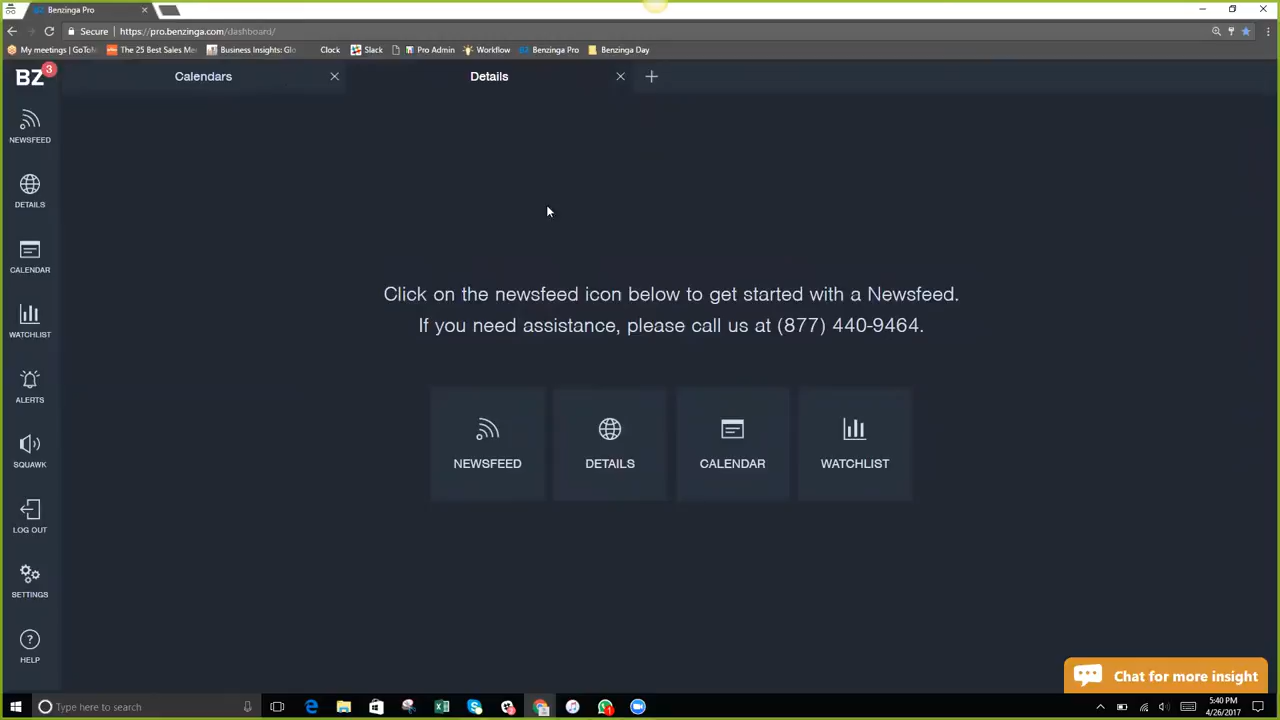 Benzinga Pro
Secure https://pro.benzinga.com/dashboard/
My meetings | GoToM The 25 Best Sales Me Business Insights: Glo Clock Slack Pro Admin Workflow Benzinga Pro Benzinga Day
BZ 3
Calendars
Details
NEWSFEED
DETAILS
CALENDAR
WATCHLIST
ALERTS
SQUAWK
LOG OUT
SETTINGS
HELP
Click on the newsfeed icon below to get started with a Newsfeed.
If you need assistance, please call us at (877) 440-9464.
NEWSFEED DETAILS CALENDAR WATCHLIST
Chat for more insight
Type here to search
5:40 PM
4/26/2017